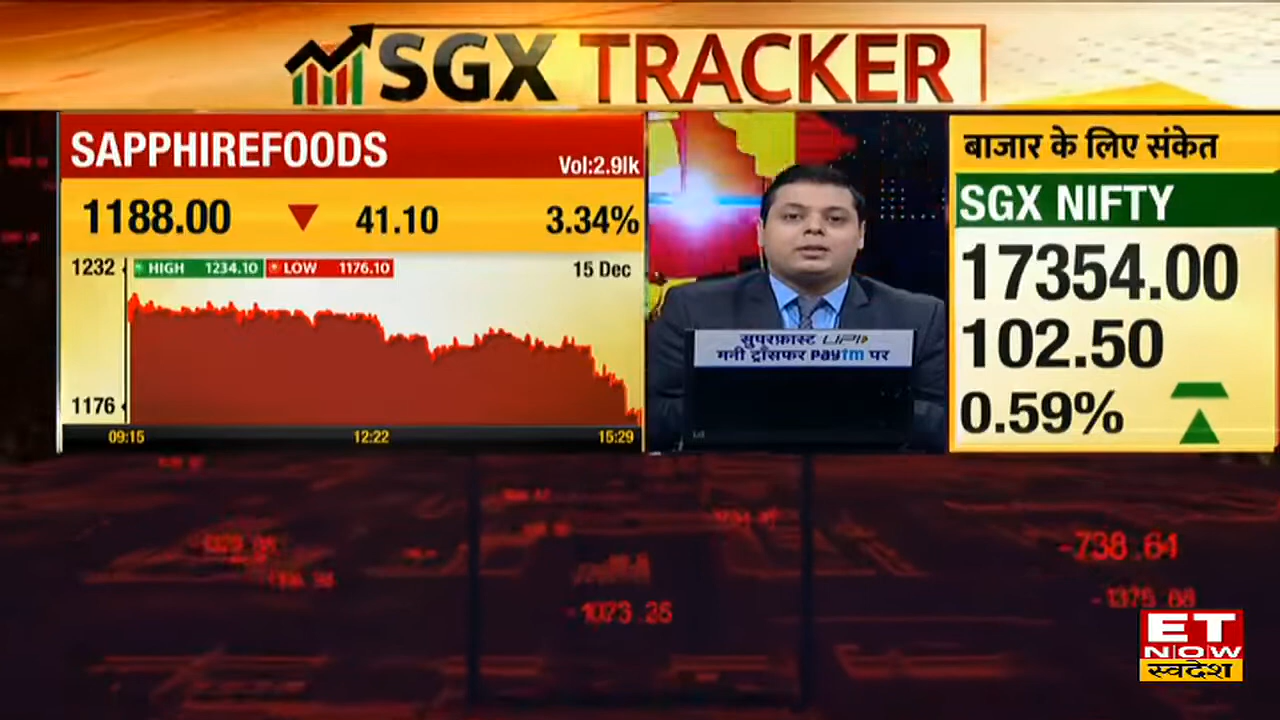 SGX TRACKER
SAPPHIREFOODS
Vol:2.9lk
1188.00 41.10 3.34%
1232
HIGH 1234.10 LOW 1176.10
15 Dec
1176
09:15 12:22 15:29
सुपरफ़ास्ट UPI
मनी ट्राँसफर paytm पर
बाजार के लिए संकेत
SGX NIFTY
17354.00
102.50
0.59%
-738.61
-1073.25
ET
NOW
स्वदेश